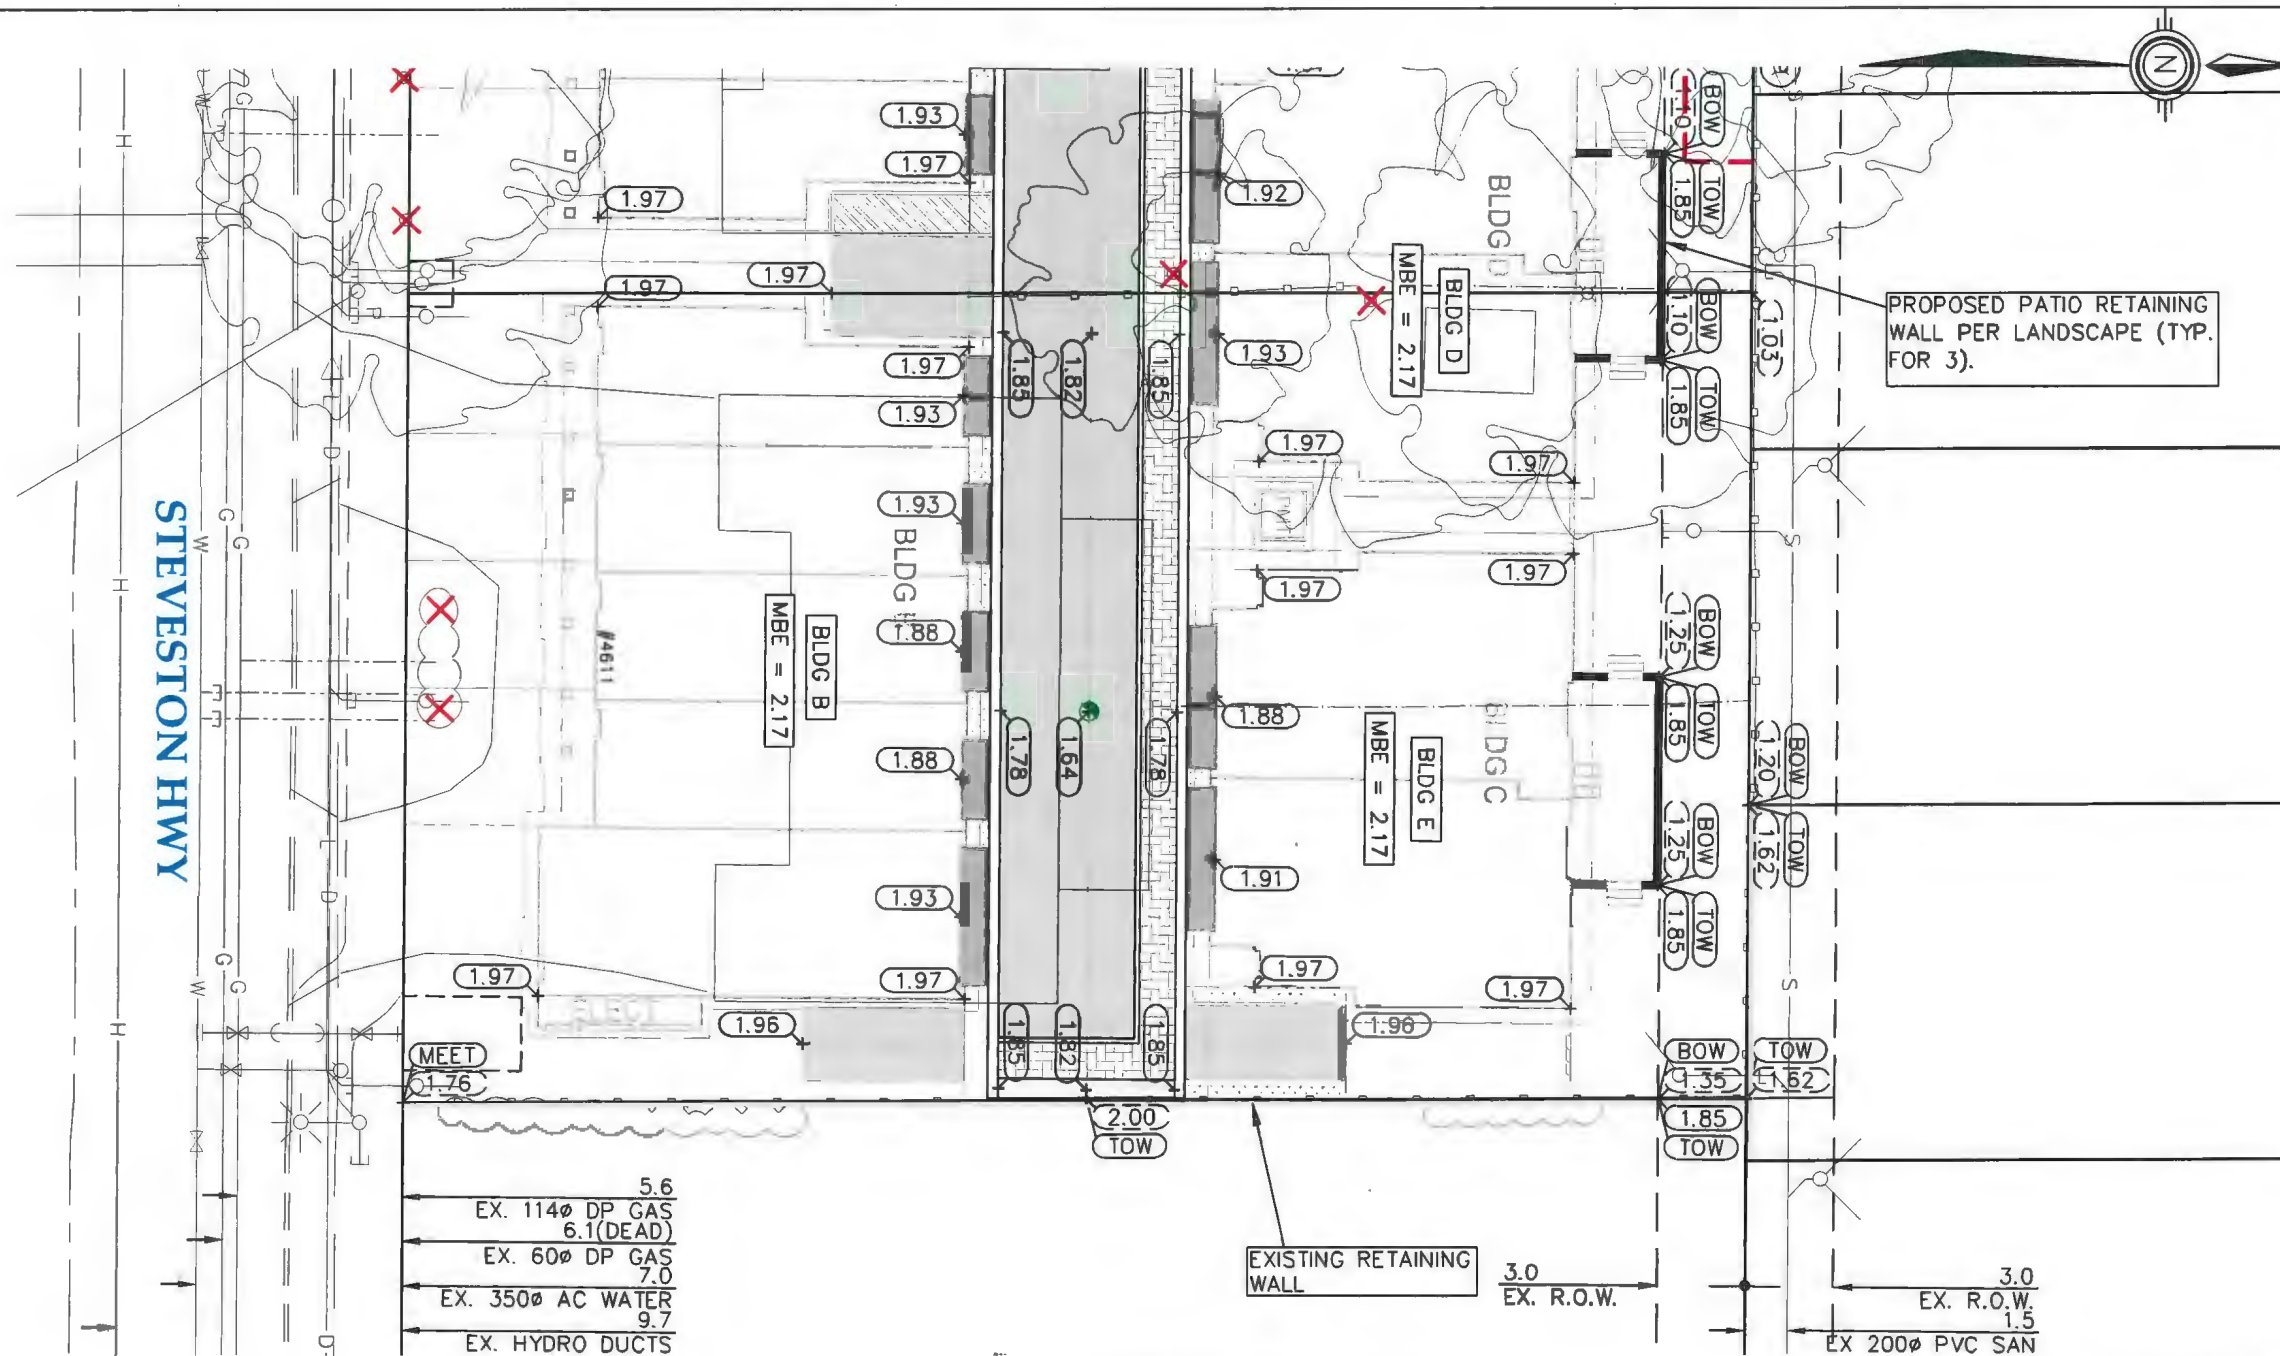 N
BOW
1.10
TOW
1.85
1.93
1.97
1.97
1.92
BLDG D
MBE = 2.17
BLDG D
1.97
1.97
BOW
1.10
TOW
1.85
1.03
PROPOSED PATIO RETAINING
WALL PER LANDSCAPE (TYP.
FOR 3).
1.97
1.93
1.85
1.82
1.85
1.93
1.97
1.97
1.93
BLDG
1.88
1.97
1.97
STEVESTON HWY
#4611
MBE = 2.17
BLDG B
1.88
1.78
1.64
1.78
1.88
MBE = 2.17
BLDG E
BLDG C
BOW
1.25
TOW
1.85
BOW
1.20
TOW
1.62
BOW
1.25
TOW
1.85
1.93
1.91
1.97
1.97
1.97
1.97
ELECT
1.96
1.85
1.82
1.85
1.96
MEET
1.76
BOW
1.35
TOW
1.62
2.00
TOW
1.85
TOW
H
H
H
G
G
G
G
G
W
W
W
D
D
D
S
S
S
5.6
EX. 114ø DP GAS
6.1(DEAD)
EX. 60ø DP GAS
7.0
EX. 350ø AC WATER
9.7
EX. HYDRO DUCTS
EXISTING RETAINING
WALL
3.0
EX. R.O.W.
3.0
EX. R.O.W.
1.5
EX 200ø PVC SAN